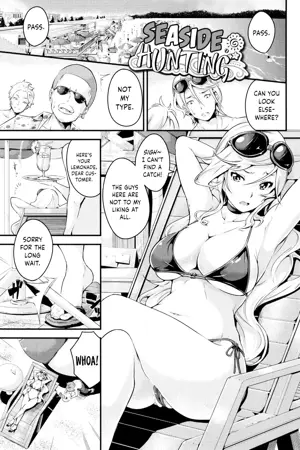 PASS.
SEASIDE
HUNTING
PASS.
CAN YOU
LOOK
ELSE-
WHERE?
NOT
MY
TYPE.
SIGH~
I CAN'T
FIND A
CATCH!
THE GUYS
HERE ARE
NOT TO MY
LIKING AT
ALL.
HERE'S
YOUR
LEMONADE,
DEAR CUS-
TOMER.
SORRY
FOR THE
LONG
WAIT.
WHOA!